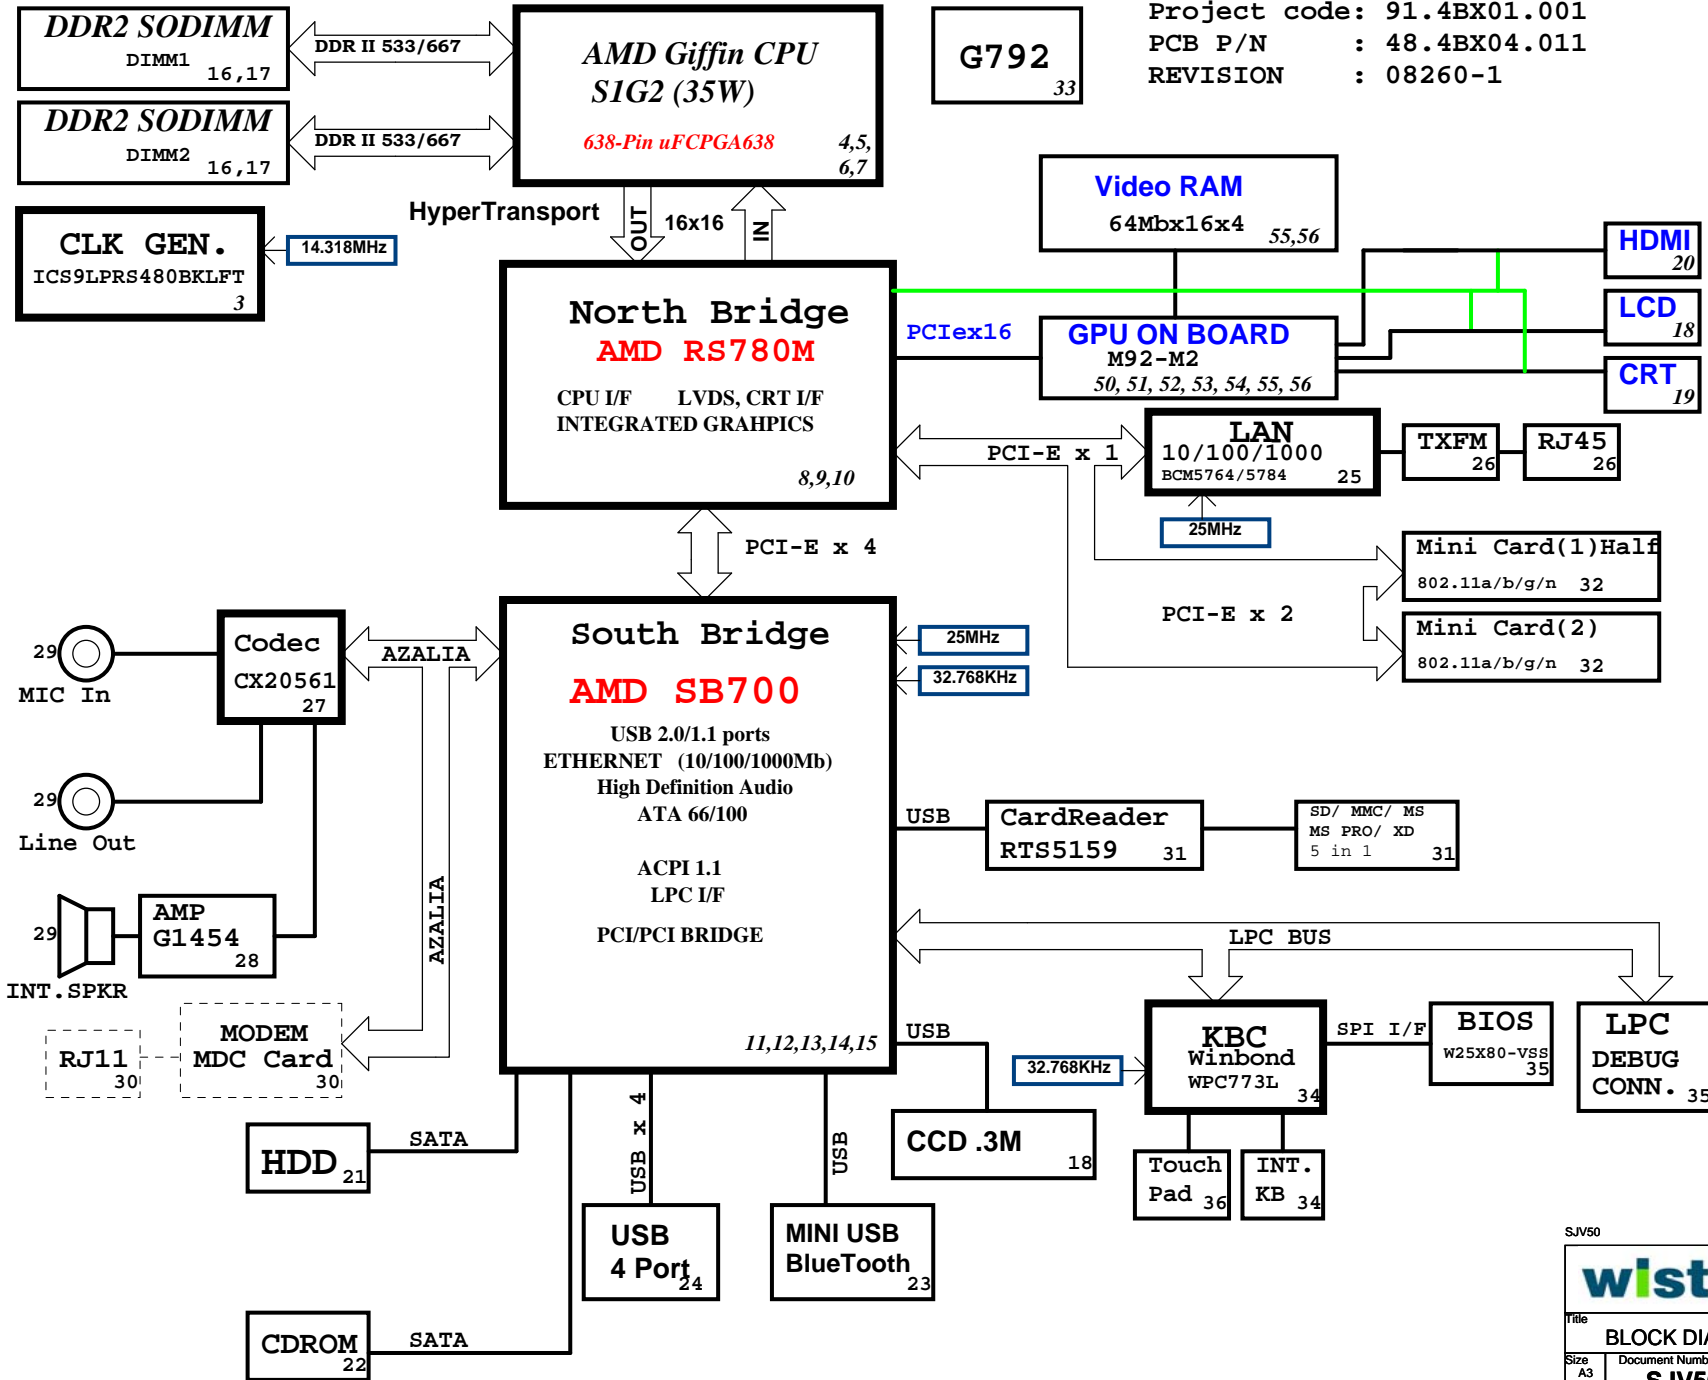 Project code: 91.4BX01.001
PCB P/N : 48.4BX04.011
REVISION : 08260-1
DDR2 SODIMM
DIMM1
16,17
DDR II 533/667
AMD Giffin CPU
S1G2 (35W)
638-Pin uFCPGA638
4,5,
6,7
G792
33
DDR2 SODIMM
DIMM2
16,17
DDR II 533/667
HyperTransport
OUT
16x16
IN
CLK GEN.
ICS9LPRS480BKLFT
3
14.318MHz
Video RAM
64Mbx16x4
55,56
HDMI
20
LCD
18
CRT
19
North Bridge
AMD RS780M
CPU I/F LVDS, CRT I/F
INTEGRATED GRAHPICS
8,9,10
PCIex16
GPU ON BOARD
M92-M2
50, 51, 52, 53, 54, 55, 56
PCI-E x 1
LAN
10/100/1000
BCM5764/5784
25
TXFM
26
RJ45
26
25MHz
PCI-E x 4
Mini Card(1)Half
802.11a/b/g/n 32
PCI-E x 2
Mini Card(2)
802.11a/b/g/n 32
29
MIC In
Codec
CX20561
27
AZALIA
South Bridge
AMD SB700
USB 2.0/1.1 ports
ETHERNET (10/100/1000Mb)
High Definition Audio
ATA 66/100
ACPI 1.1
LPC I/F
PCI/PCI BRIDGE
11,12,13,14,15
25MHz
32.768KHz
29
Line Out
USB
CardReader
RTS5159
31
SD/ MMC/ MS
MS PRO/ XD
5 in 1
31
29
INT.SPKR
AMP
G1454
28
AZALIA
LPC BUS
RJ11
30
MODEM
MDC Card
30
USB
CCD .3M
18
32.768KHz
KBC
Winbond
WPC773L
34
SPI I/F
BIOS
W25X80-VSS
35
LPC
DEBUG
CONN.
35
Touch
Pad
36
INT.
KB
34
HDD
21
SATA
USB x 4
USB
4 Port
24
USB
MINI USB
BlueTooth
23
CDROM
22
SATA
SJV50
wist
Title
BLOCK DIA
Size
A3
Document Numb